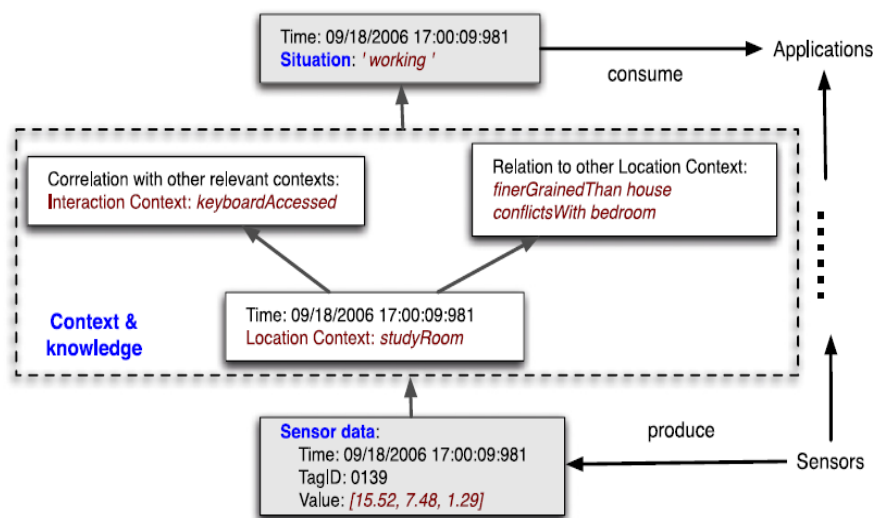 Time: 09/18/2006 17:00:09:981
Situation: ' working '
consume
Applications
Correlation with other relevant contexts:
Interaction Context: keyboardAccessed
Relation to other Location Context:
finerGrainedThan house
conflictsWith bedroom
Context &
knowledge
Time: 09/18/2006 17:00:09:981
Location Context: studyRoom
Sensor data:
Time: 09/18/2006 17:00:09:981
TagID: 0139
Value: [15.52, 7.48, 1.29]
produce
Sensors